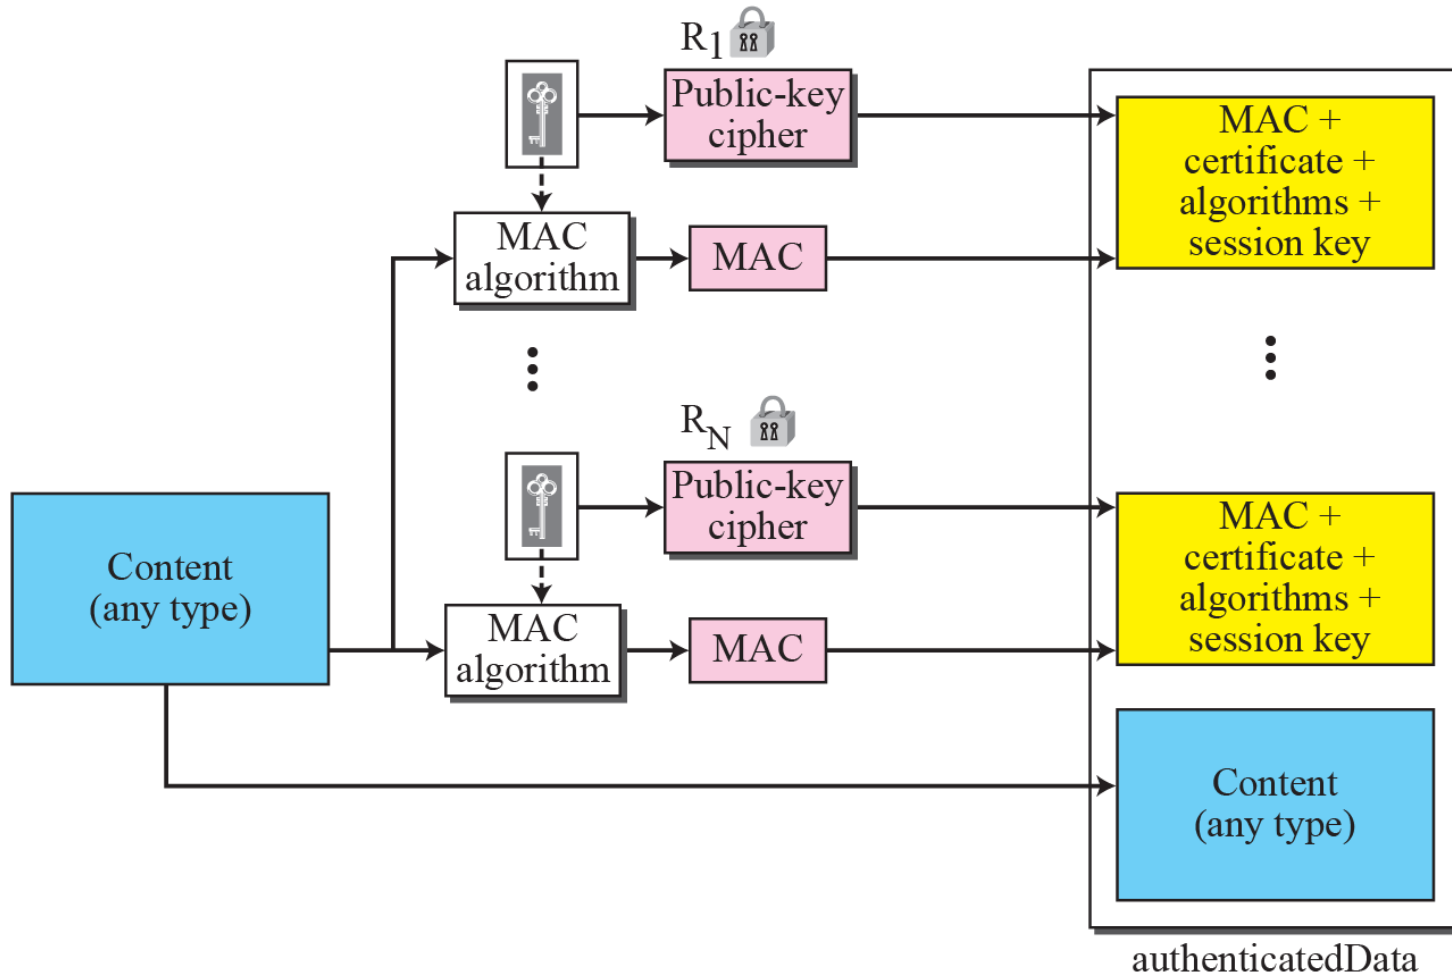 R1
Public-key
cipher
MAC +
certificate +
algorithms +
session key
MAC
algorithm
MAC
RN
Public-key
cipher
MAC +
certificate +
algorithms +
session key
Content
(any type)
MAC
algorithm
MAC
Content
(any type)
authenticatedData